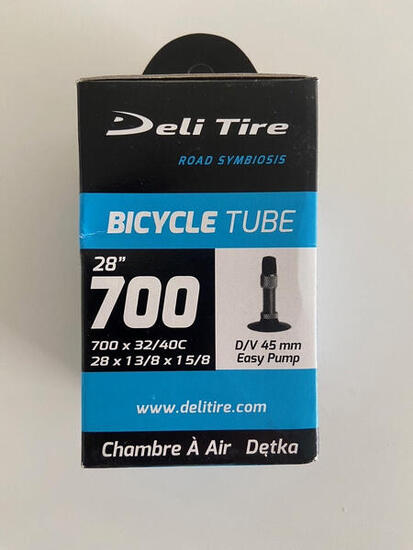 Deli Tire
ROAD SYMBIOSIS
BICYCLE TUBE
28"
700
700 x 32/40C
28 x 1 3/8 x 1 5/8
D/V 45 mm
Easy Pump
www.delitire.com
Chambre À Air Dętka